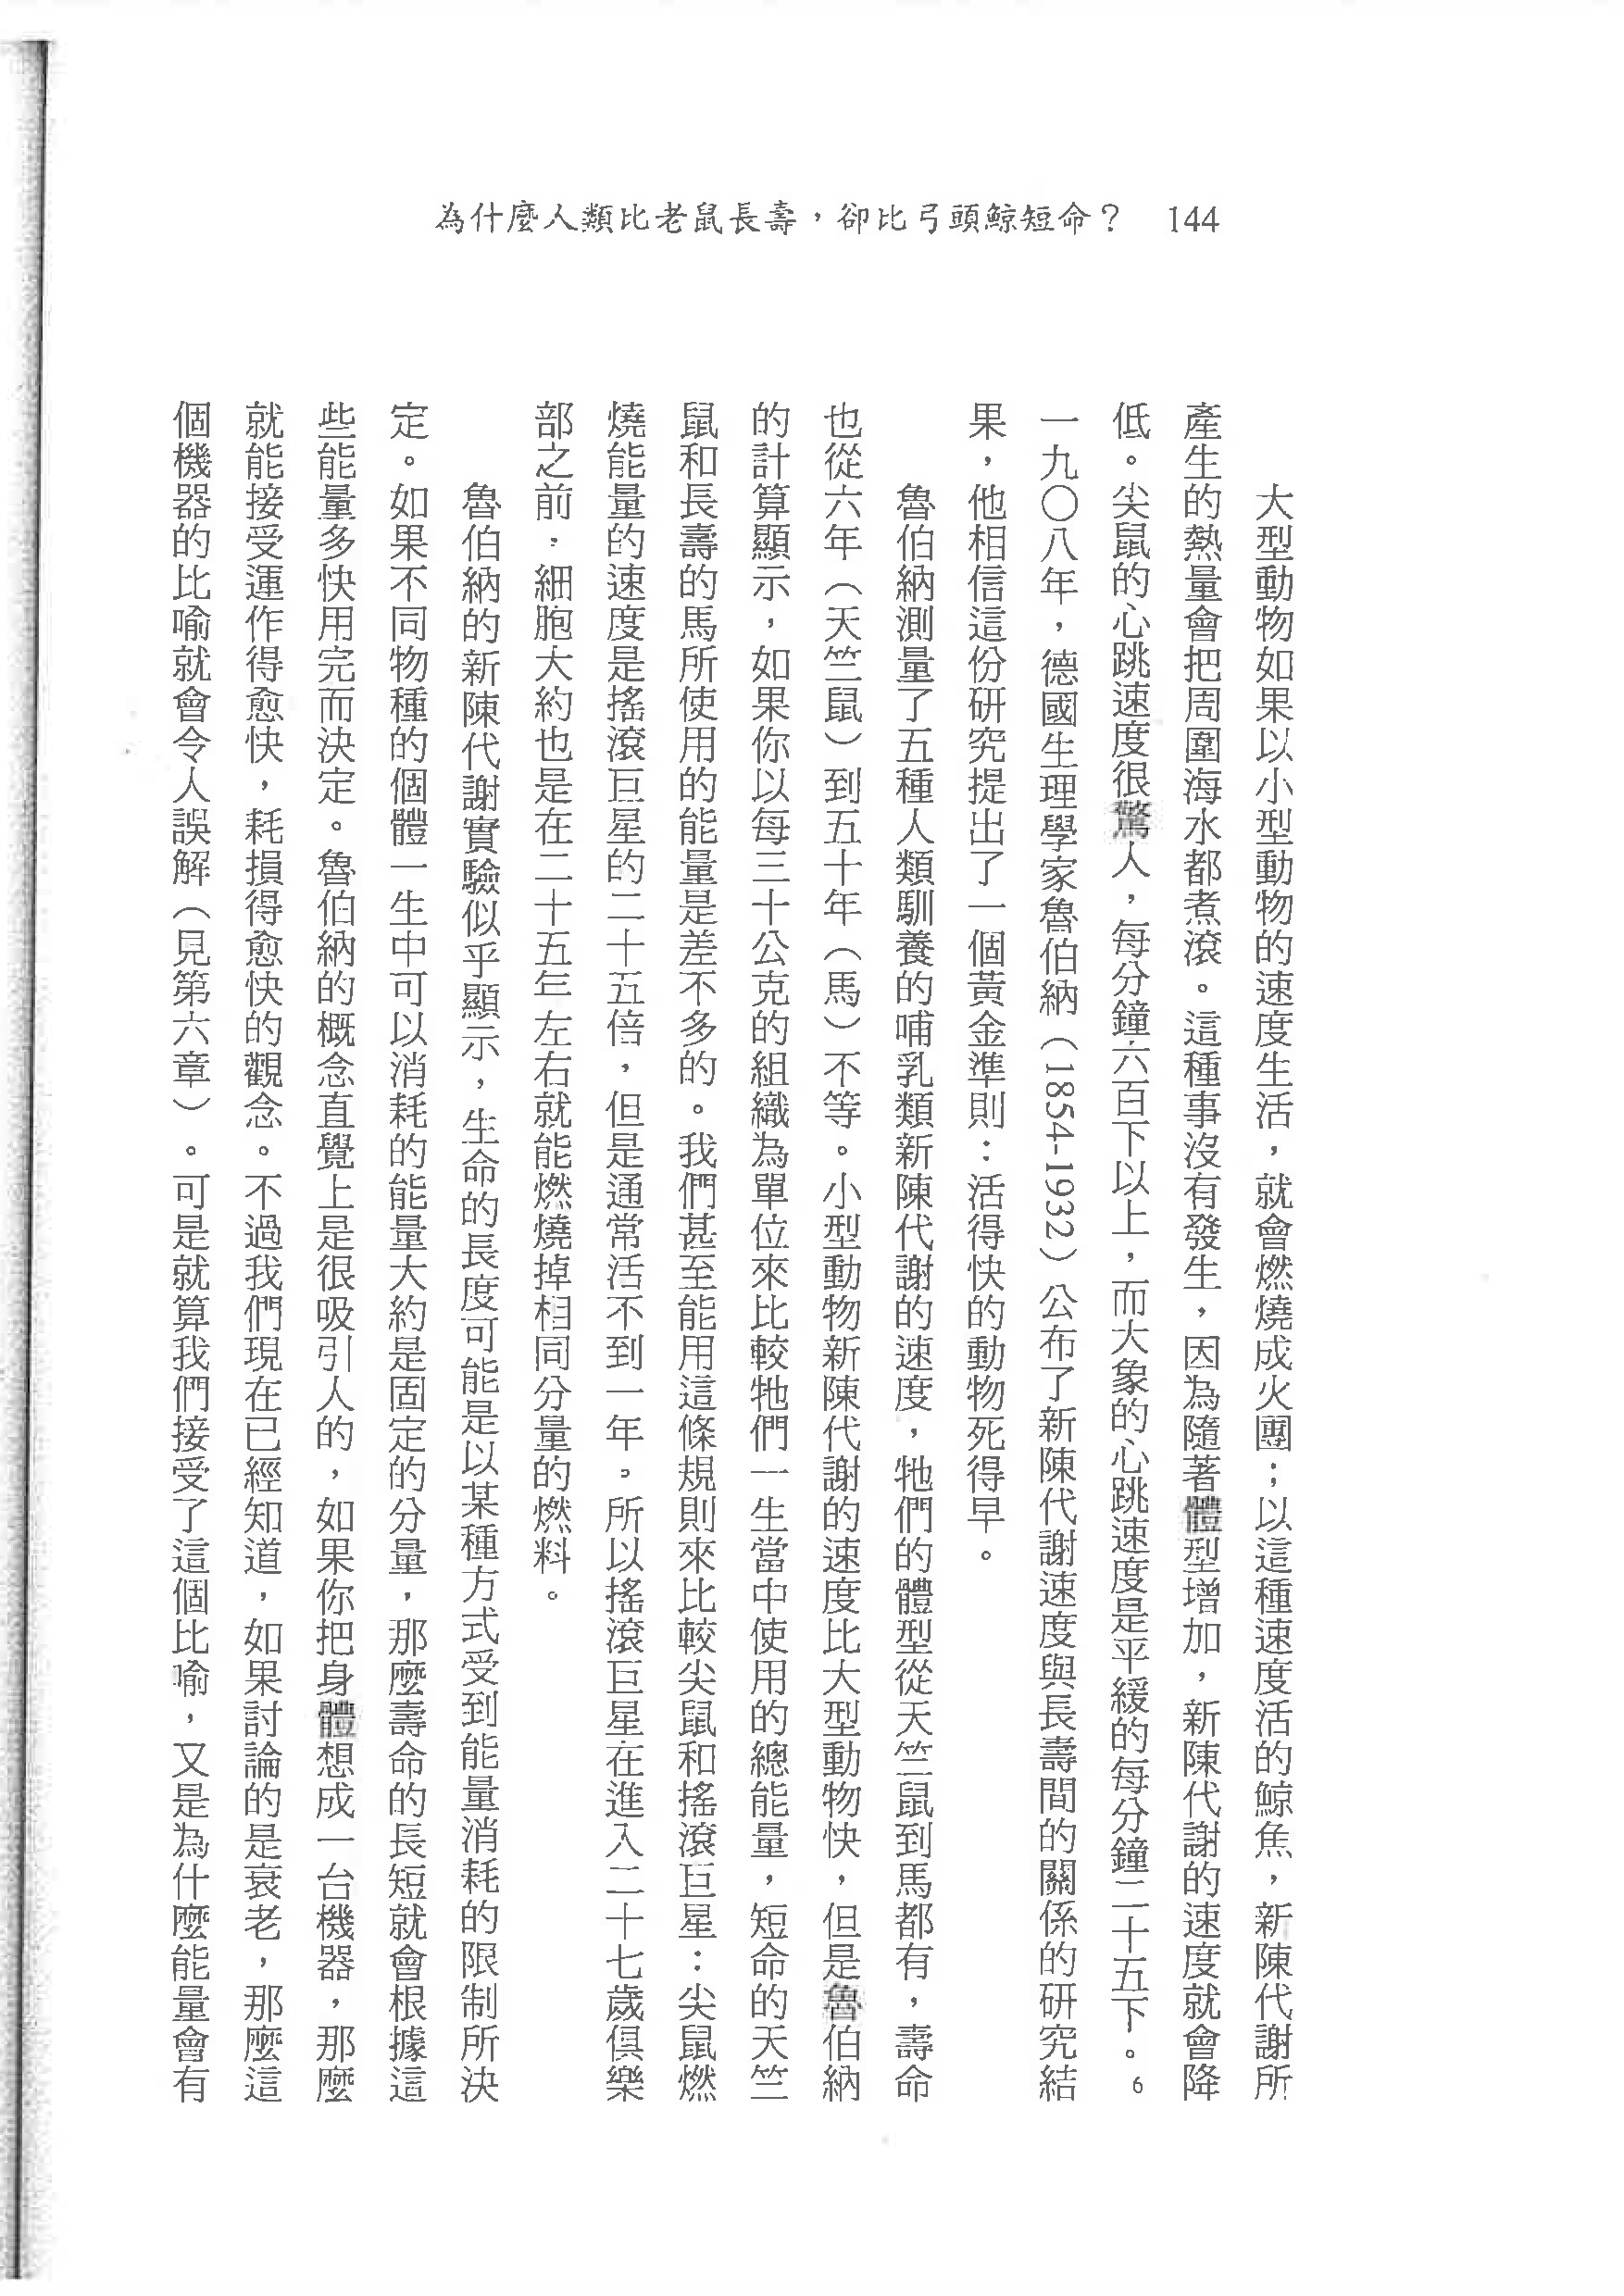 為什麼人類比老鼠長壽，卻比弓頭鯨短命？ 144
大型動物如果以小型動物的速度生活，就會燃燒成火團；以這種速度活的鯨魚，新陳代謝所
產生的熱量會把周圍海水都煮滾。這種事沒有發生，因為隨著體型增加，新陳代謝的速度就會降
低。尖鼠的心跳速度很驚人，每分鐘六百下以上，而大象的心跳速度是平緩的每分鐘二十五下。6
一九〇八年，德國生理學家魯伯納（1854-1932）公布了新陳代謝速度與長壽間的關係的研究結
果，他相信這份研究提出了一個黃金準則：活得快的動物死得早。
魯伯納測量了五種人類馴養的哺乳類新陳代謝的速度，牠們的體型從天竺鼠到馬都有，壽命
也從六年（天竺鼠）到五十年（馬）不等。小型動物新陳代謝的速度比大型動物快，但是魯伯納
的計算顯示，如果你以每三十公克的組織為單位來比較牠們一生當中使用的總能量，短命的天竺
鼠和長壽的馬所使用的能量是差不多的。我們甚至能用這條規則來比較尖鼠和搖滾巨星：尖鼠燃
燒能量的速度是搖滾巨星的二十五倍，但是通常活不到一年。所以搖滾巨星在進入二十七歲俱樂
部之前，細胞大約也是在二十五年左右就能燃燒掉相同分量的燃料。
魯伯納的新陳代謝實驗似乎顯示，生命的長度可能是以某種方式受到能量消耗的限制所決
定。如果不同物種的個體一生中可以消耗的能量大約是固定的分量，那麼壽命的長短就會根據這
些能量多快用完而決定。魯伯納的概念直覺上是很吸引人的，如果你把身體想成一台機器，那麼
就能接受運作得愈快，耗損得愈快的觀念。不過我們現在已經知道，如果討論的是衰老，那麼這
個機器的比喻就會令人誤解（見第六章）。可是就算我們接受了這個比喻，又是為什麼能量會有